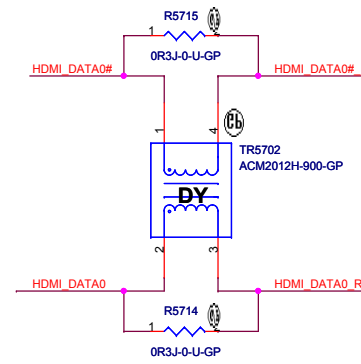 R5715
1
2
0R3J-0-U-GP
HDMI_DATA0#
HDMI_DATA0#_
1
4
TR5702
ACM2012H-900-GP
DY
2
3
HDMI_DATA0
HDMI_DATA0_R
R5714
1
2
0R3J-0-U-GP